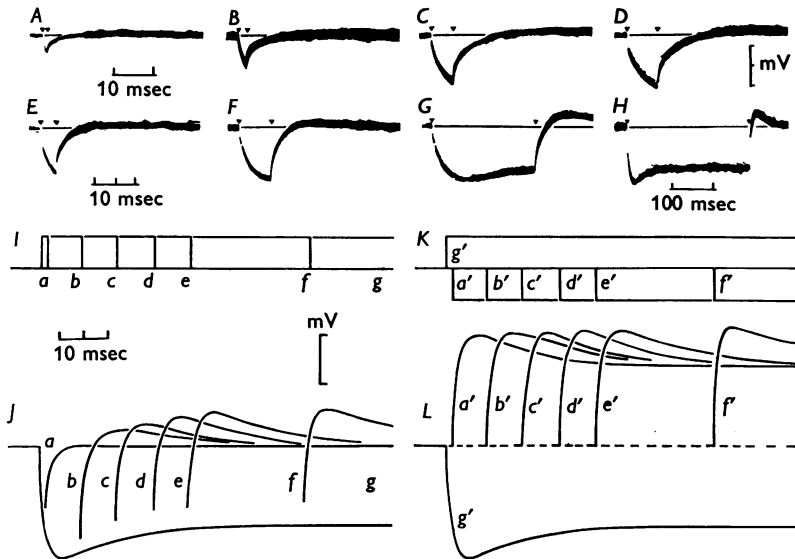 A B C D
10 msec
mV
E F G H
10 msec
100 msec
I
a b c d e f g
K
g′
a′ b′ c′ d′ e′ f′
10 msec
mV
J
a
b c d e f g
L
a′ b′ c′ d′ e′ f′
g′